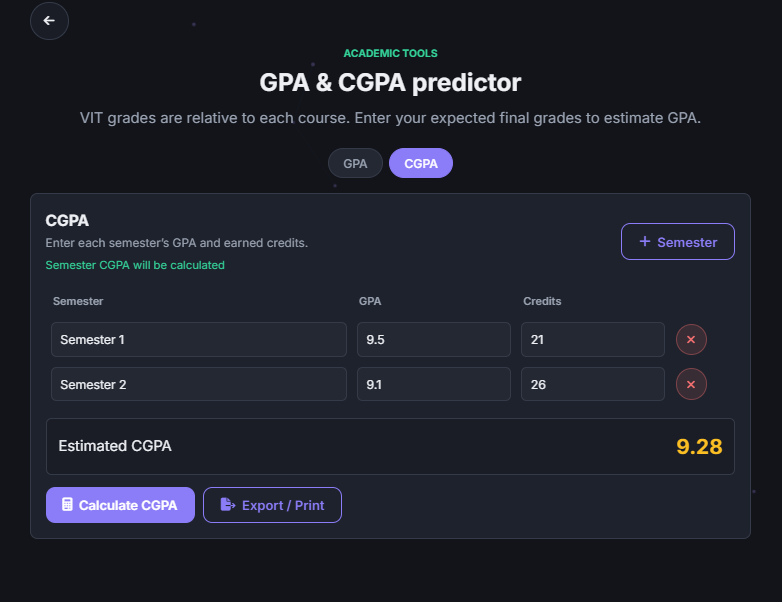 ACADEMIC TOOLS
GPA & CGPA predictor
VIT grades are relative to each course. Enter your expected final grades to estimate GPA.
GPA CGPA
CGPA
Enter each semester’s GPA and earned credits.
Semester CGPA will be calculated
+ Semester
Semester GPA Credits
Semester 1 9.5 21
Semester 2 9.1 26
Estimated CGPA 9.28
Calculate CGPA Export / Print